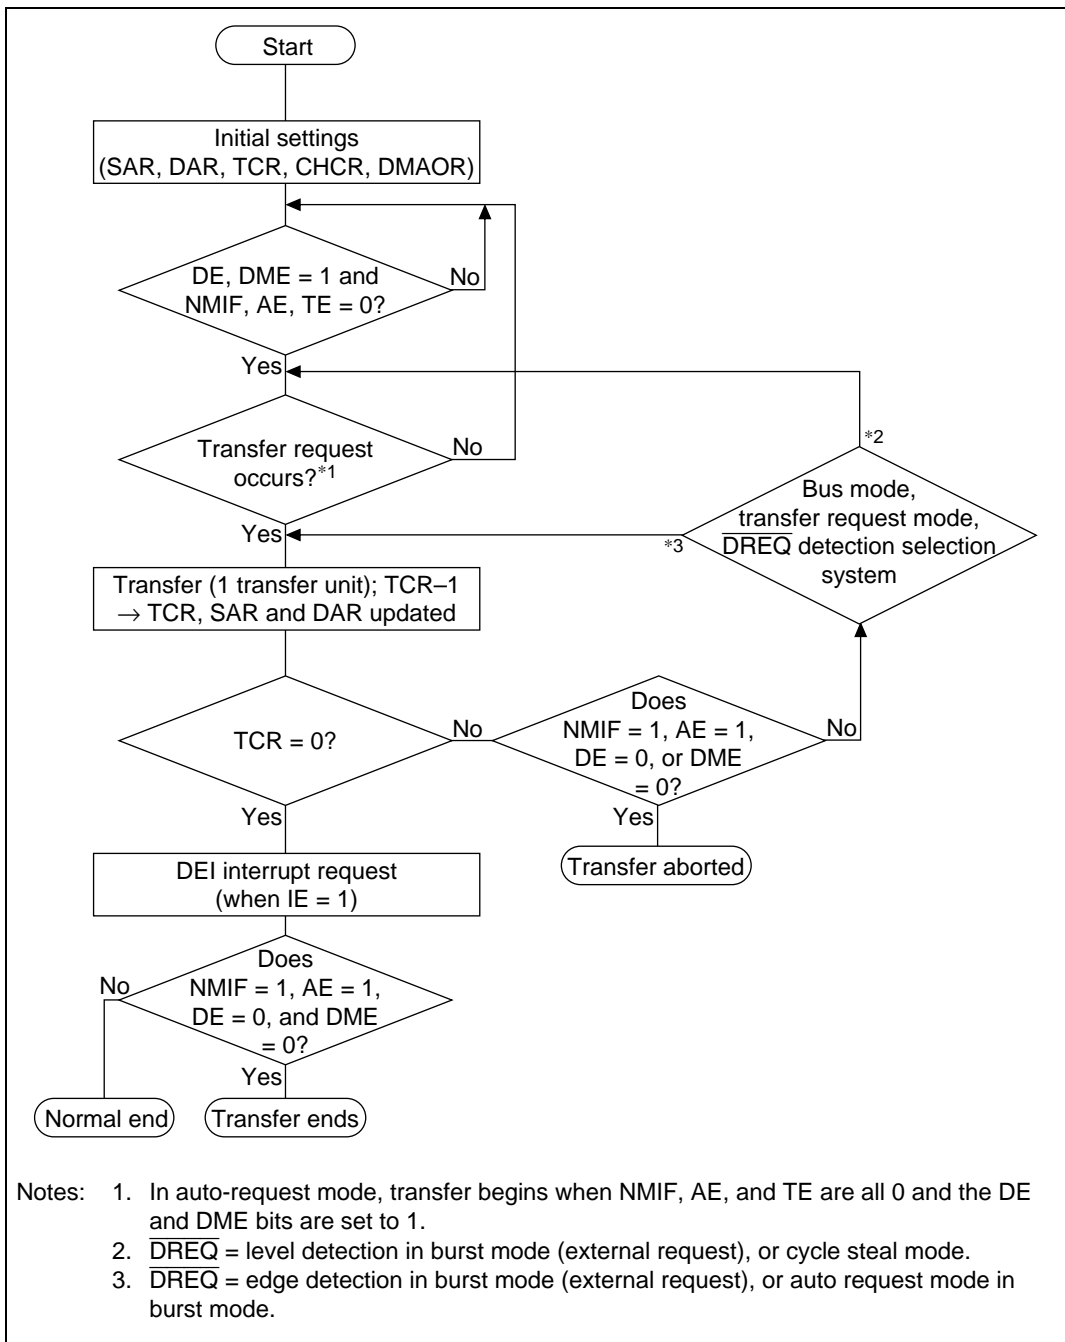 Start
Initial settings
(SAR, DAR, TCR, CHCR, DMAOR)
DE, DME = 1 and
NMIF, AE, TE = 0?
No
Yes
Transfer request
occurs?*1
No
Yes
*2
Bus mode,
transfer request mode,
DREQ detection selection
system
*3
Transfer (1 transfer unit); TCR–1
→ TCR, SAR and DAR updated
TCR = 0?
No
Yes
Does
NMIF = 1, AE = 1,
DE = 0, or DME
= 0?
No
Yes
Transfer aborted
DEI interrupt request
(when IE = 1)
Does
NMIF = 1, AE = 1,
DE = 0, and DME
= 0?
No
Yes
Normal end
Transfer ends
Notes: 1. In auto-request mode, transfer begins when NMIF, AE, and TE are all 0 and the DE
and DME bits are set to 1.
2. DREQ = level detection in burst mode (external request), or cycle steal mode.
3. DREQ = edge detection in burst mode (external request), or auto request mode in
burst mode.